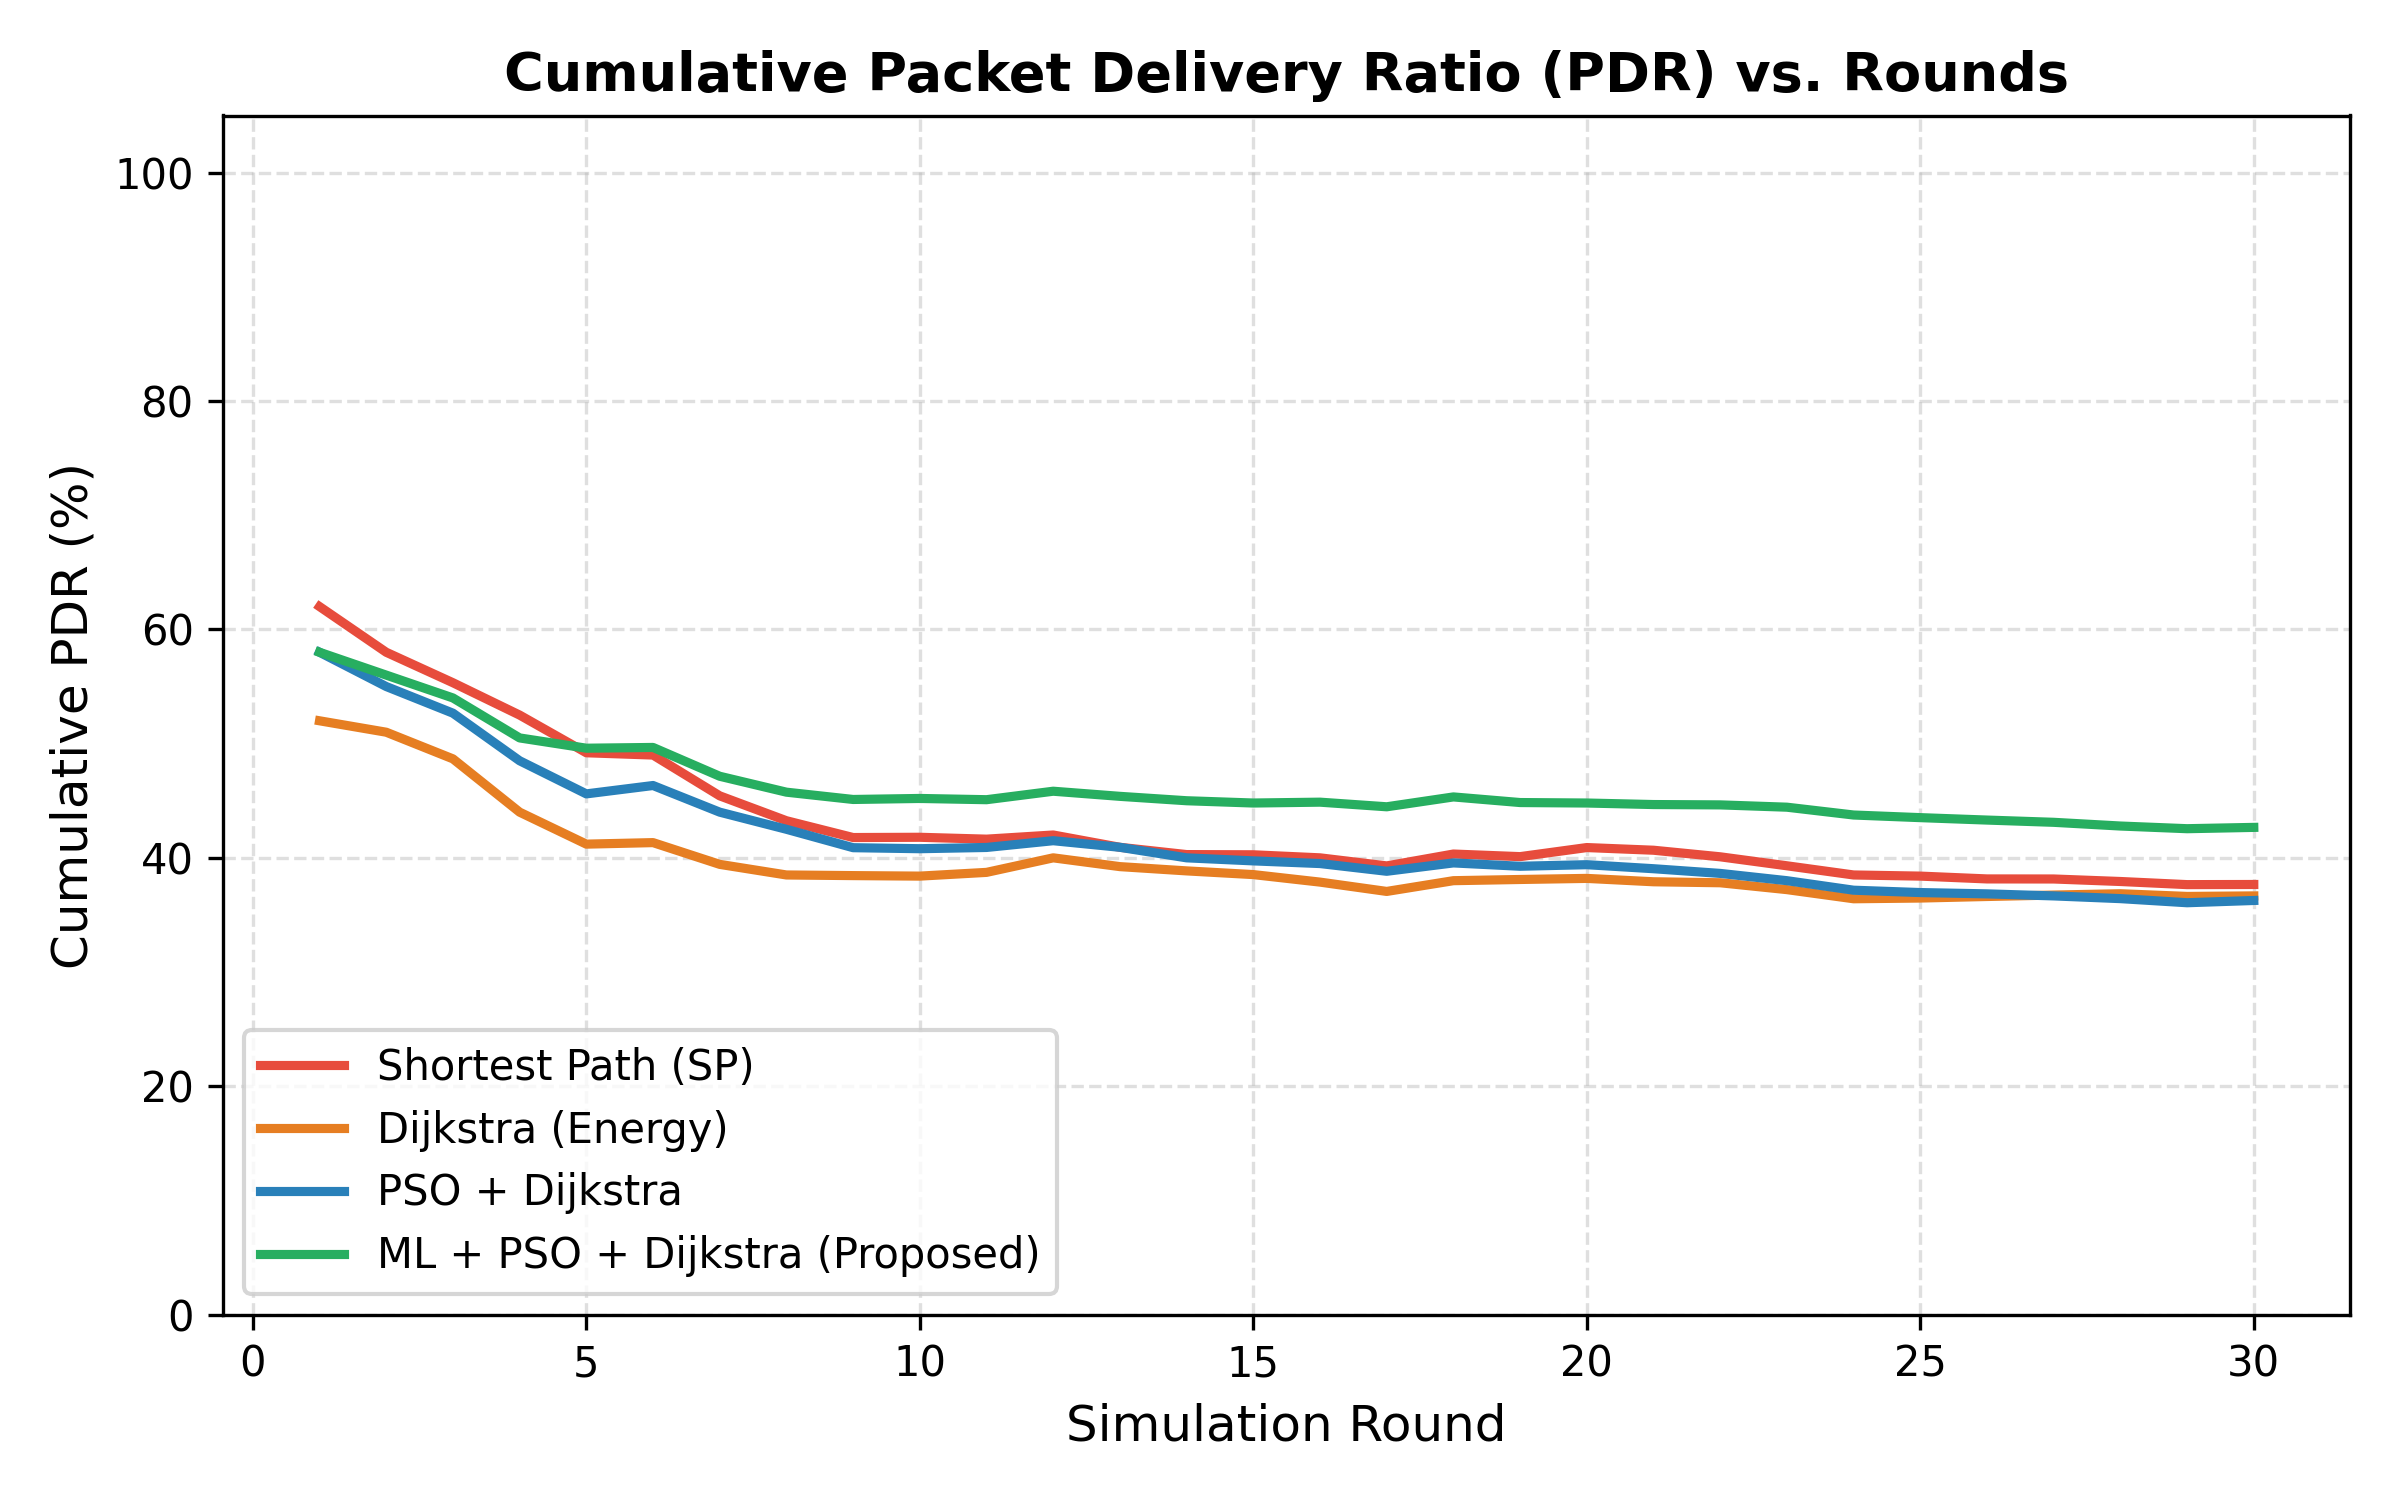 Cumulative Packet Delivery Ratio (PDR) vs. Rounds
Cumulative PDR (%)
100
80
60
40
20
0
Shortest Path (SP)
Dijkstra (Energy)
PSO + Dijkstra
ML + PSO + Dijkstra (Proposed)
0 5 10 15 20 25 30
Simulation Round